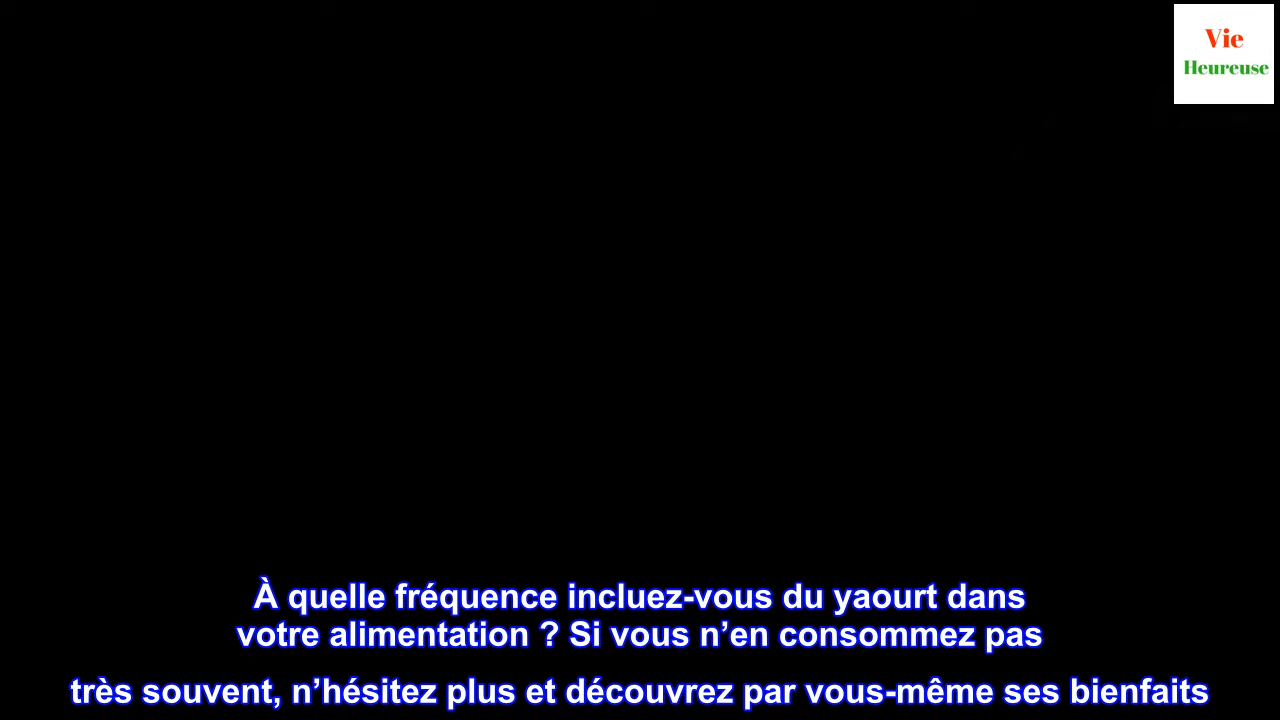 Vie
Heureuse
À quelle fréquence incluez-vous du yaourt dans
votre alimentation ? Si vous n’en consommez pas
très souvent, n’hésitez plus et découvrez par vous-même ses bienfaits